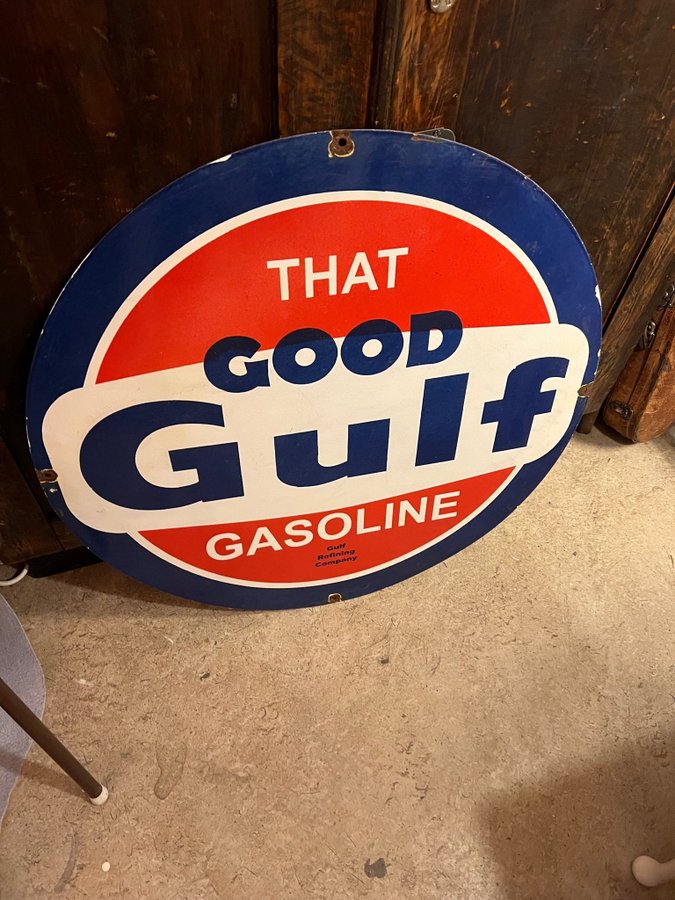 THAT
GOOD
Gulf
GASOLINE
Gulf
Refining
Company